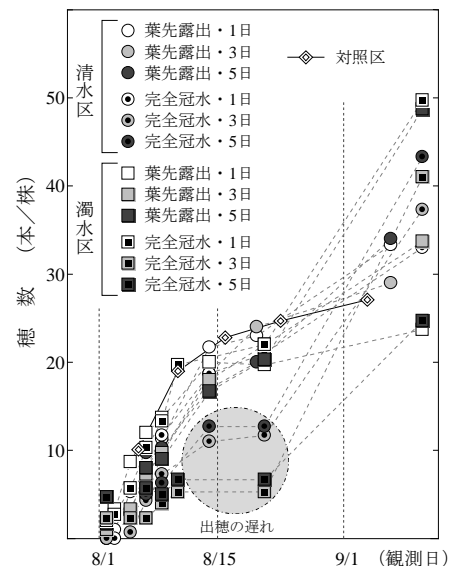 清水区
葉先露出・1日
葉先露出・3日
葉先露出・5日
完全冠水・1日
完全冠水・3日
完全冠水・5日
対照区
濁水区
葉先露出・1日
葉先露出・3日
葉先露出・5日
完全冠水・1日
完全冠水・3日
完全冠水・5日
穂 数 (本/株)
50
40
30
20
10
出穂の遅れ
8/1 8/15 9/1 (観測日)